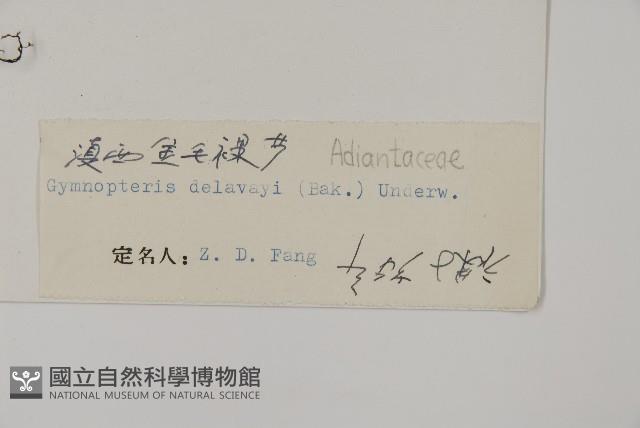 滇西金毛裸蕨 Adiantaceae
Gymnopteris delavayi (Bak.) Underw.
定名人: Z. D. Fang
國立自然科學博物館
NATIONAL MUSEUM OF NATURAL SCIENCE